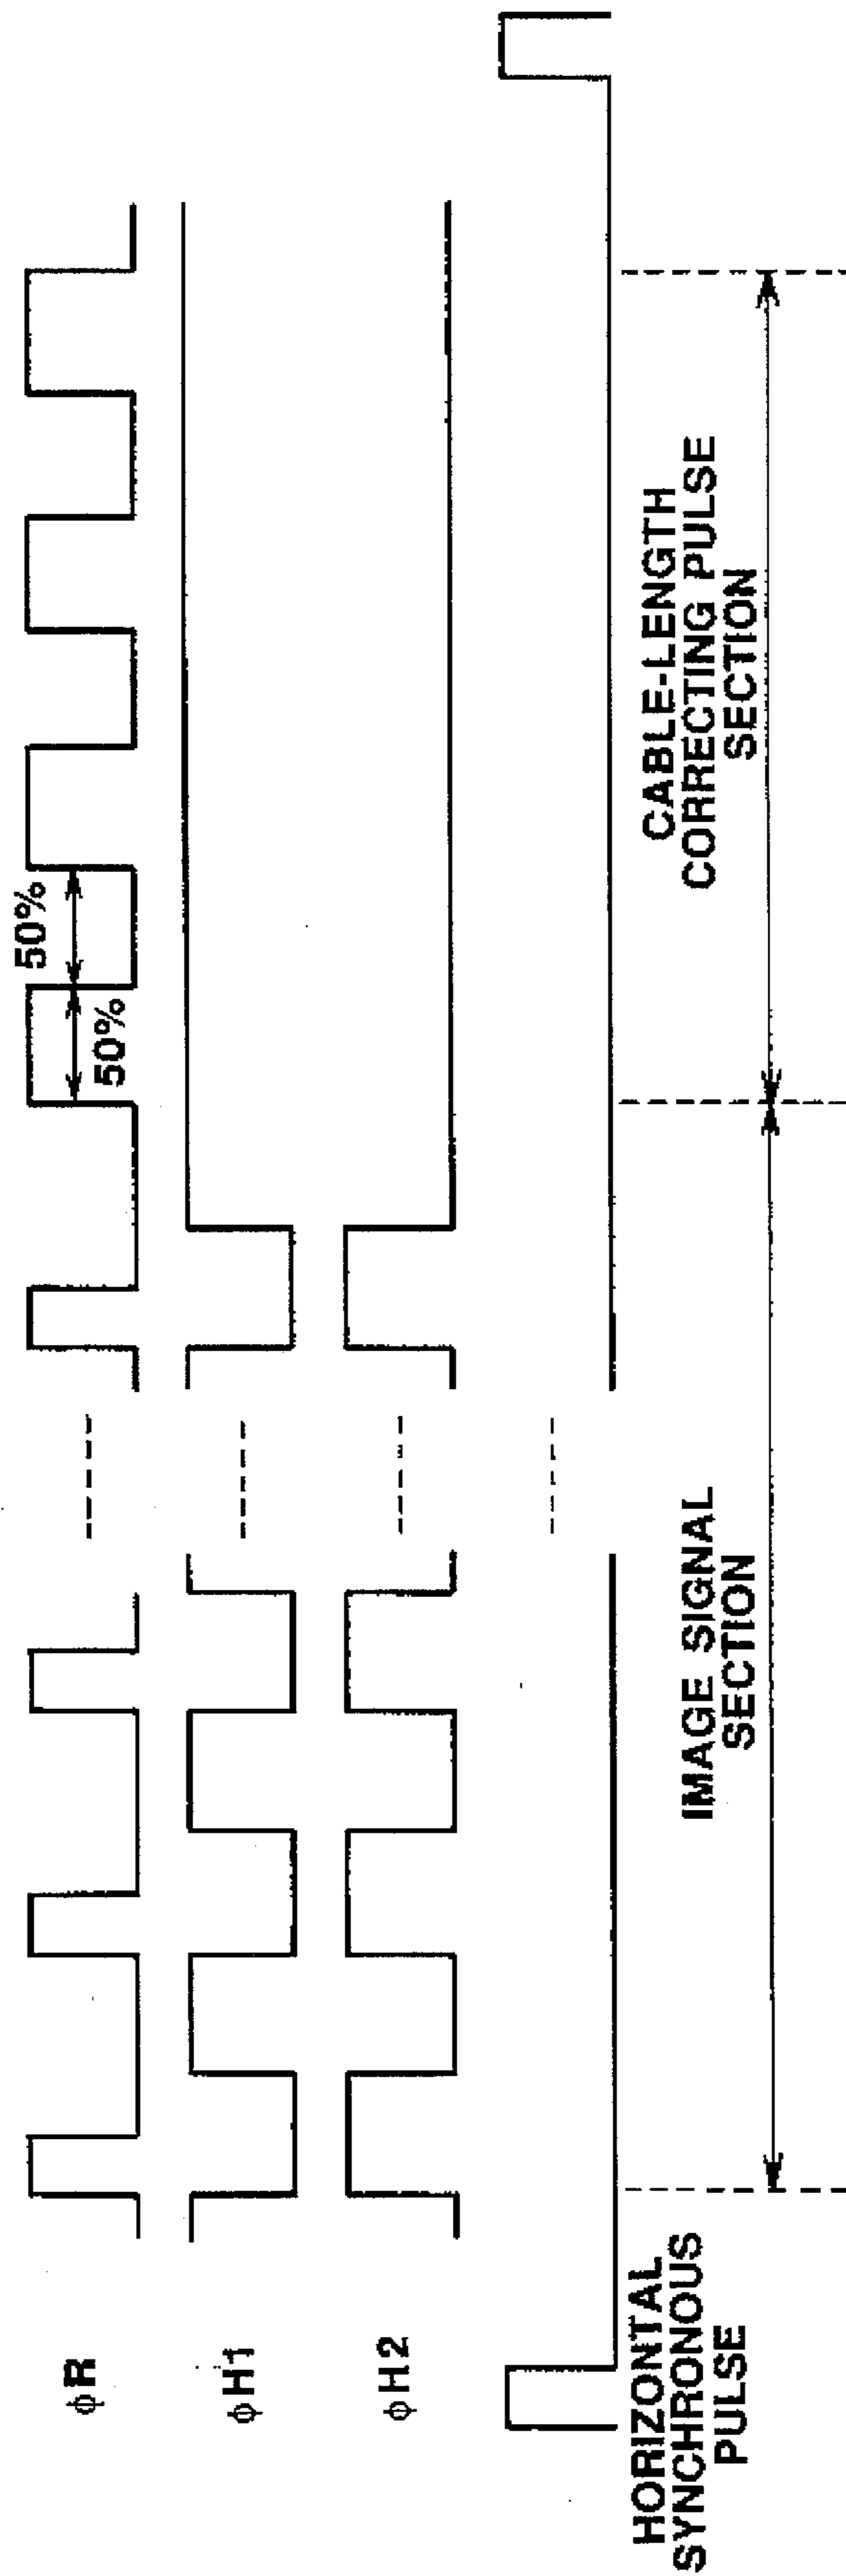 φR
50%
50%
φH1
φH2
HORIZONTAL
SYNCHRONOUS
PULSE
IMAGE SIGNAL
SECTION
CABLE-LENGTH
CORRECTING PULSE
SECTION